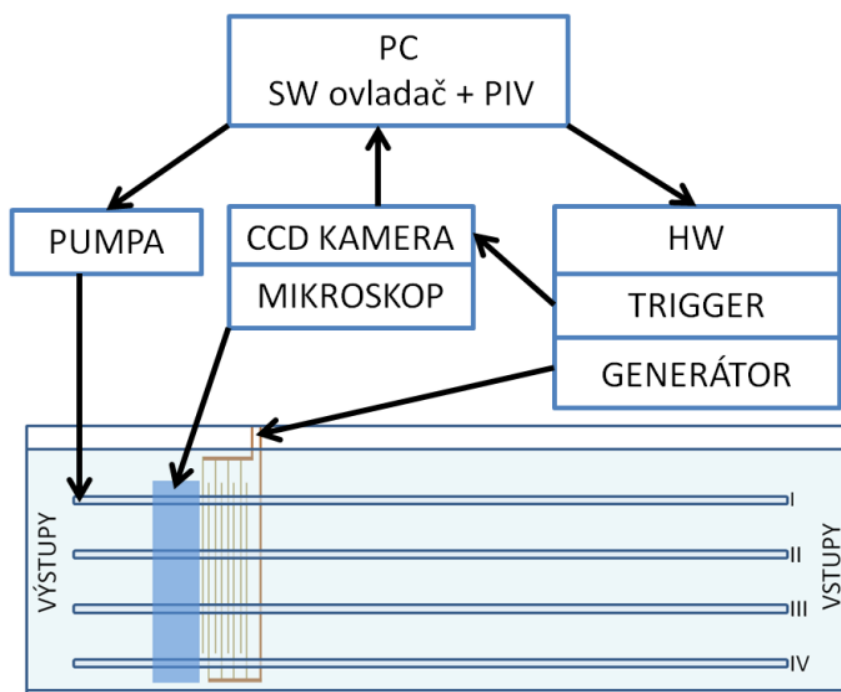 PC
SW ovladač + PIV
PUMPA
CCD KAMERA
MIKROSKOP
HW
TRIGGER
GENERÁTOR
VÝSTUPY
I
II
III
IV
VSTUPY